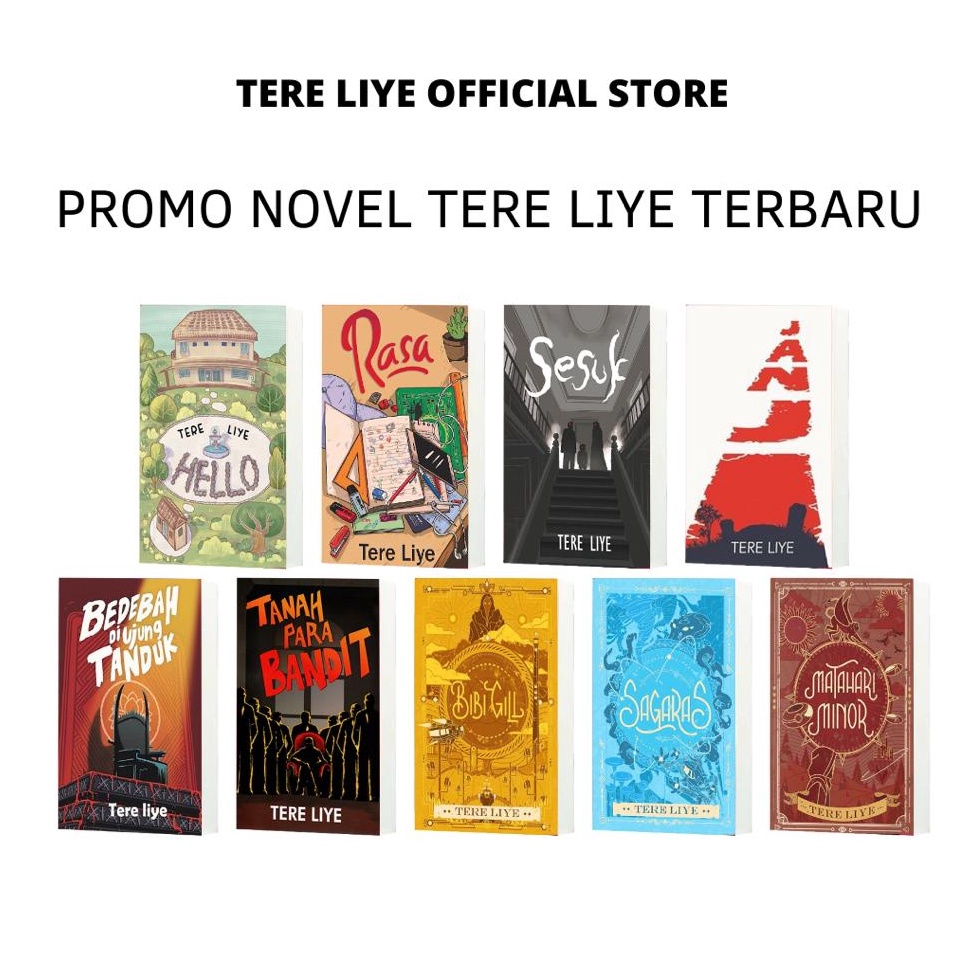 TERE LIYE OFFICIAL STORE
PROMO NOVEL TERE LIYE TERBARU
TERE LIYE
HELLO
Rasa
Tere Liye
Sesuk
TERE LIYE
JANJI
TERE LIYE
BEDEBAH
Di Ujung
TANDUK
Tere liye
TANAH
PARA
BANDIT
TERE LIYE
BIBI GILL
TERE LIYE
SAGARAS
TERE LIYE
MATAHARI
MINOR
TERE LIYE